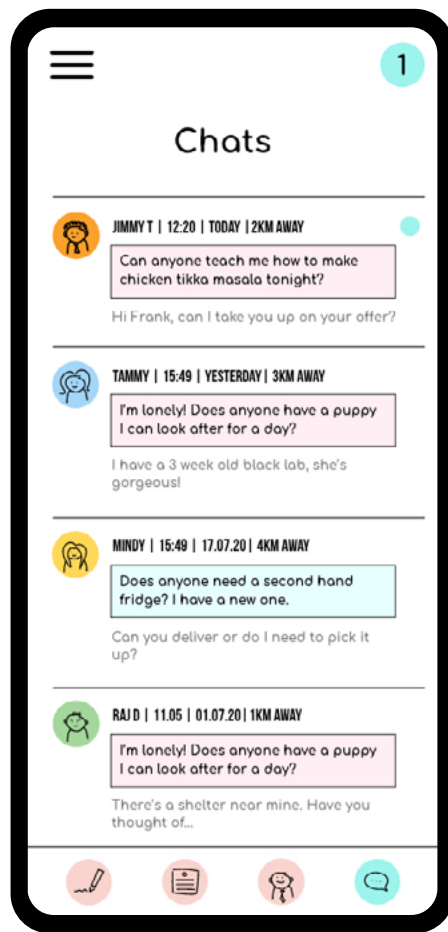 1
Chats
JIMMY T | 12:20 | TODAY | 2KM AWAY
Can anyone teach me how to make
chicken tikka masala tonight?
Hi Frank, can I take you up on your offer?
TAMMY | 15:49 | YESTERDAY | 3KM AWAY
I'm lonely! Does anyone have a puppy
I can look after for a day?
I have a 3 week old black lab, she's
gorgeous!
MINDY | 15:49 | 17.07.20 | 4KM AWAY
Does anyone need a second hand
fridge? I have a new one.
Can you deliver or do I need to pick it
up?
RAJ D | 11.05 | 01.07.20 | 1KM AWAY
I'm lonely! Does anyone have a puppy
I can look after for a day?
There's a shelter near mine. Have you
thought of...